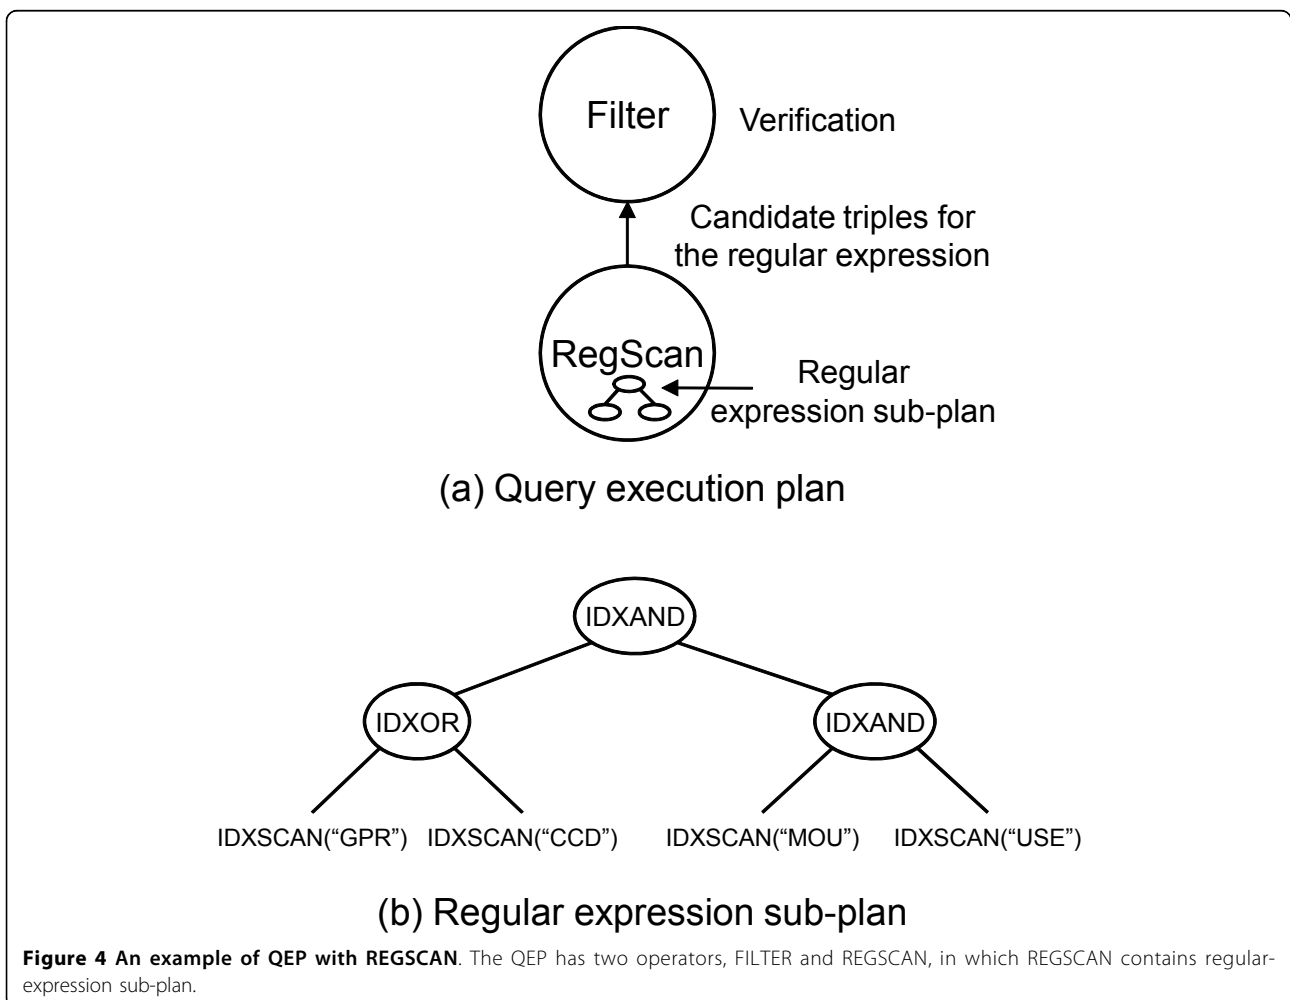 Filter
Verification
Candidate triples for
the regular expression
RegScan
Regular
expression sub-plan
(a) Query execution plan
IDXAND
IDXOR
IDXAND
IDXSCAN(“GPR”)
IDXSCAN(“CCD”)
IDXSCAN(“MOU”)
IDXSCAN(“USE”)
(b) Regular expression sub-plan
Figure 4 An example of QEP with REGSCAN. The QEP has two operators, FILTER and REGSCAN, in which REGSCAN contains regular-
expression sub-plan.